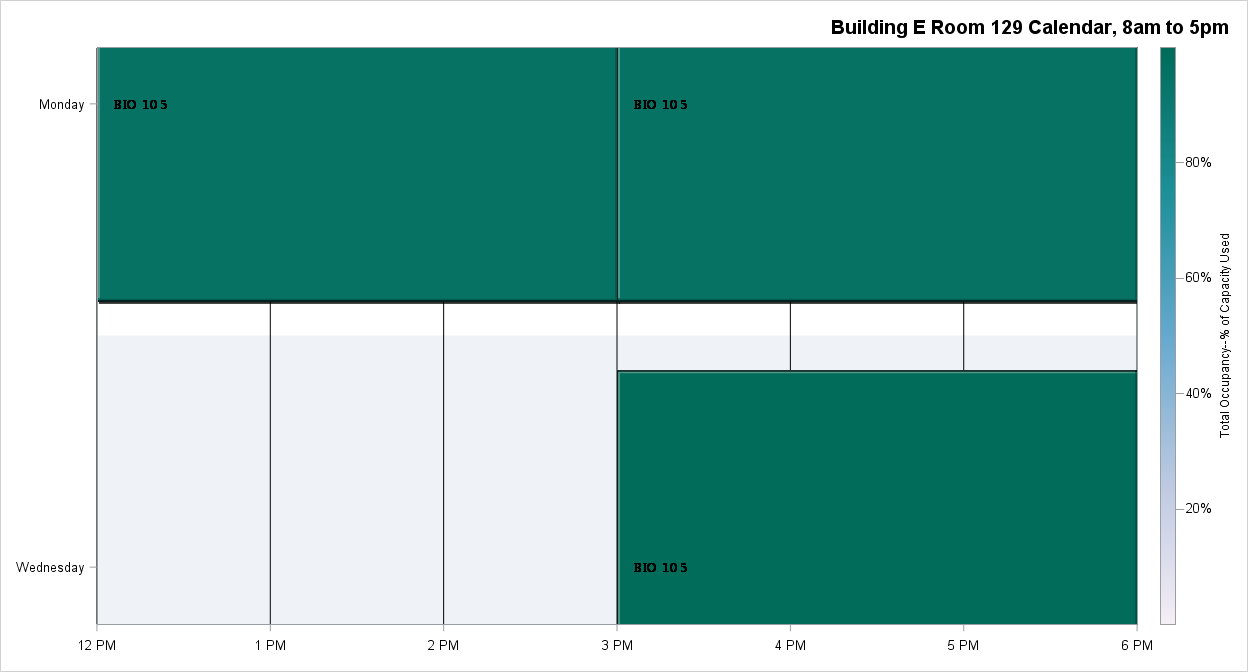 Building E Room 129 Calendar, 8am to 5pm
Monday
BIO 105
BIO 105
80%
60%
Total Occupancy--% of Capacity Used
40%
20%
Wednesday
BIO 105
12 PM
1 PM
2 PM
3 PM
4 PM
5 PM
6 PM